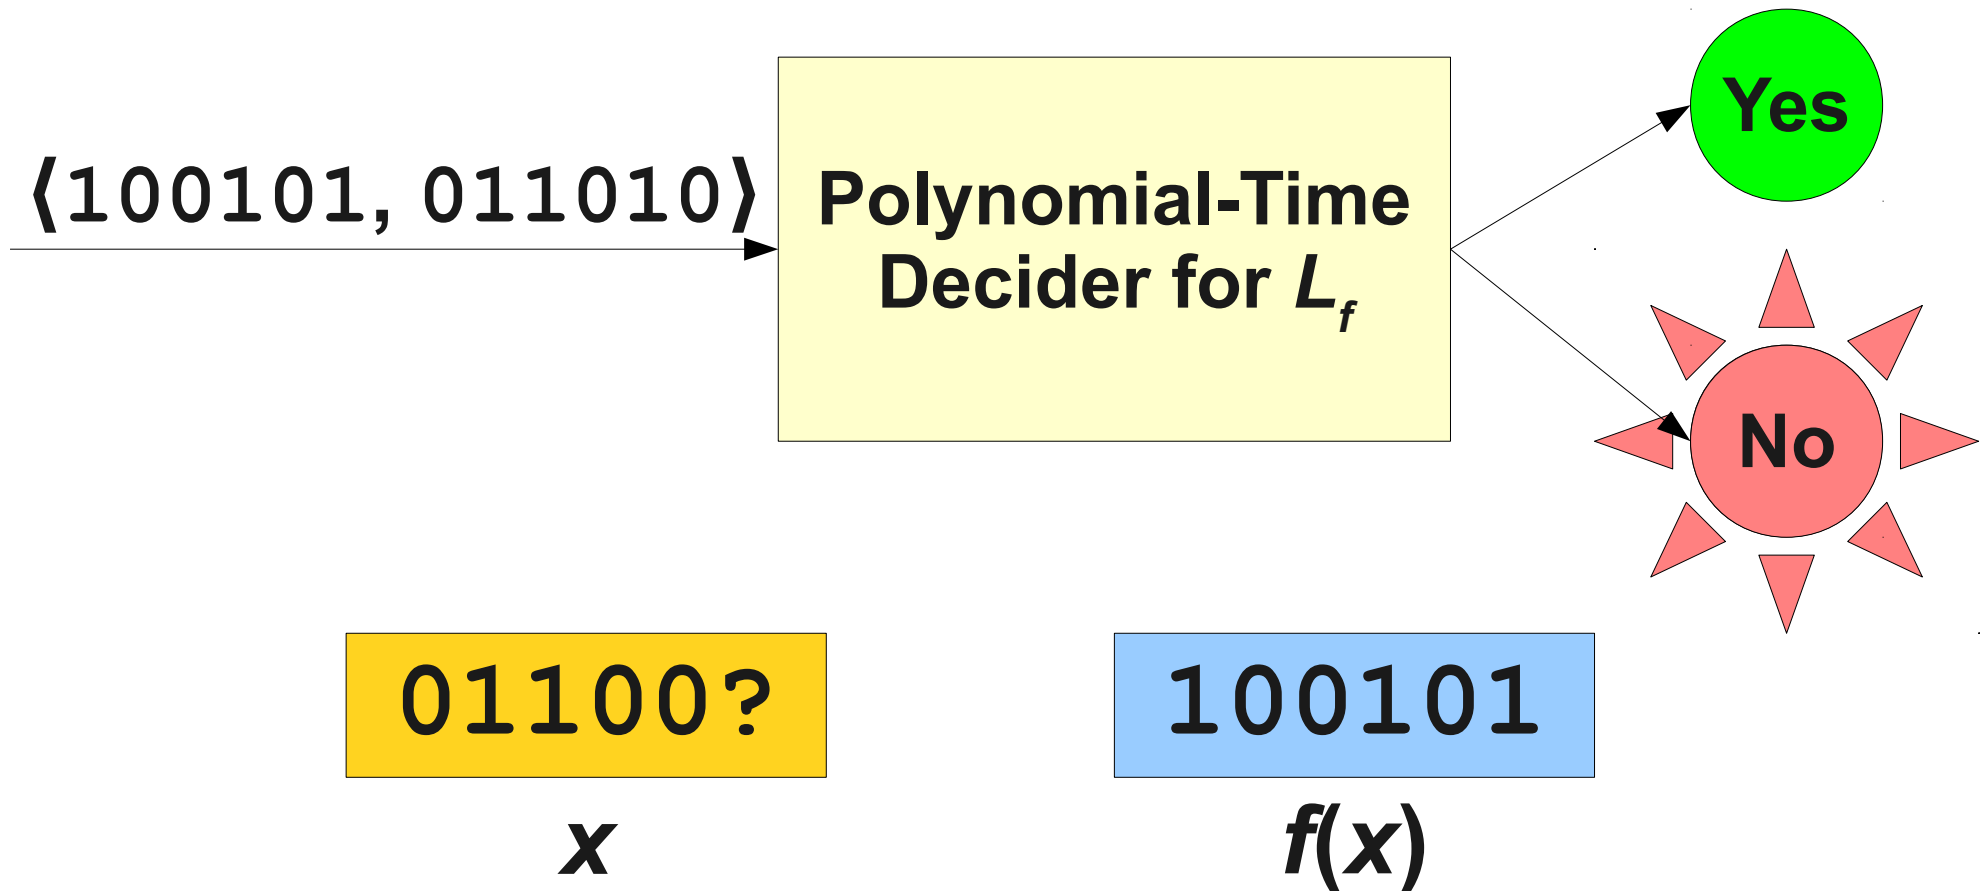 ⟨100101, 011010⟩
Polynomial-Time
Decider for L_f
Yes
No
01100?
100101
x
f(x)